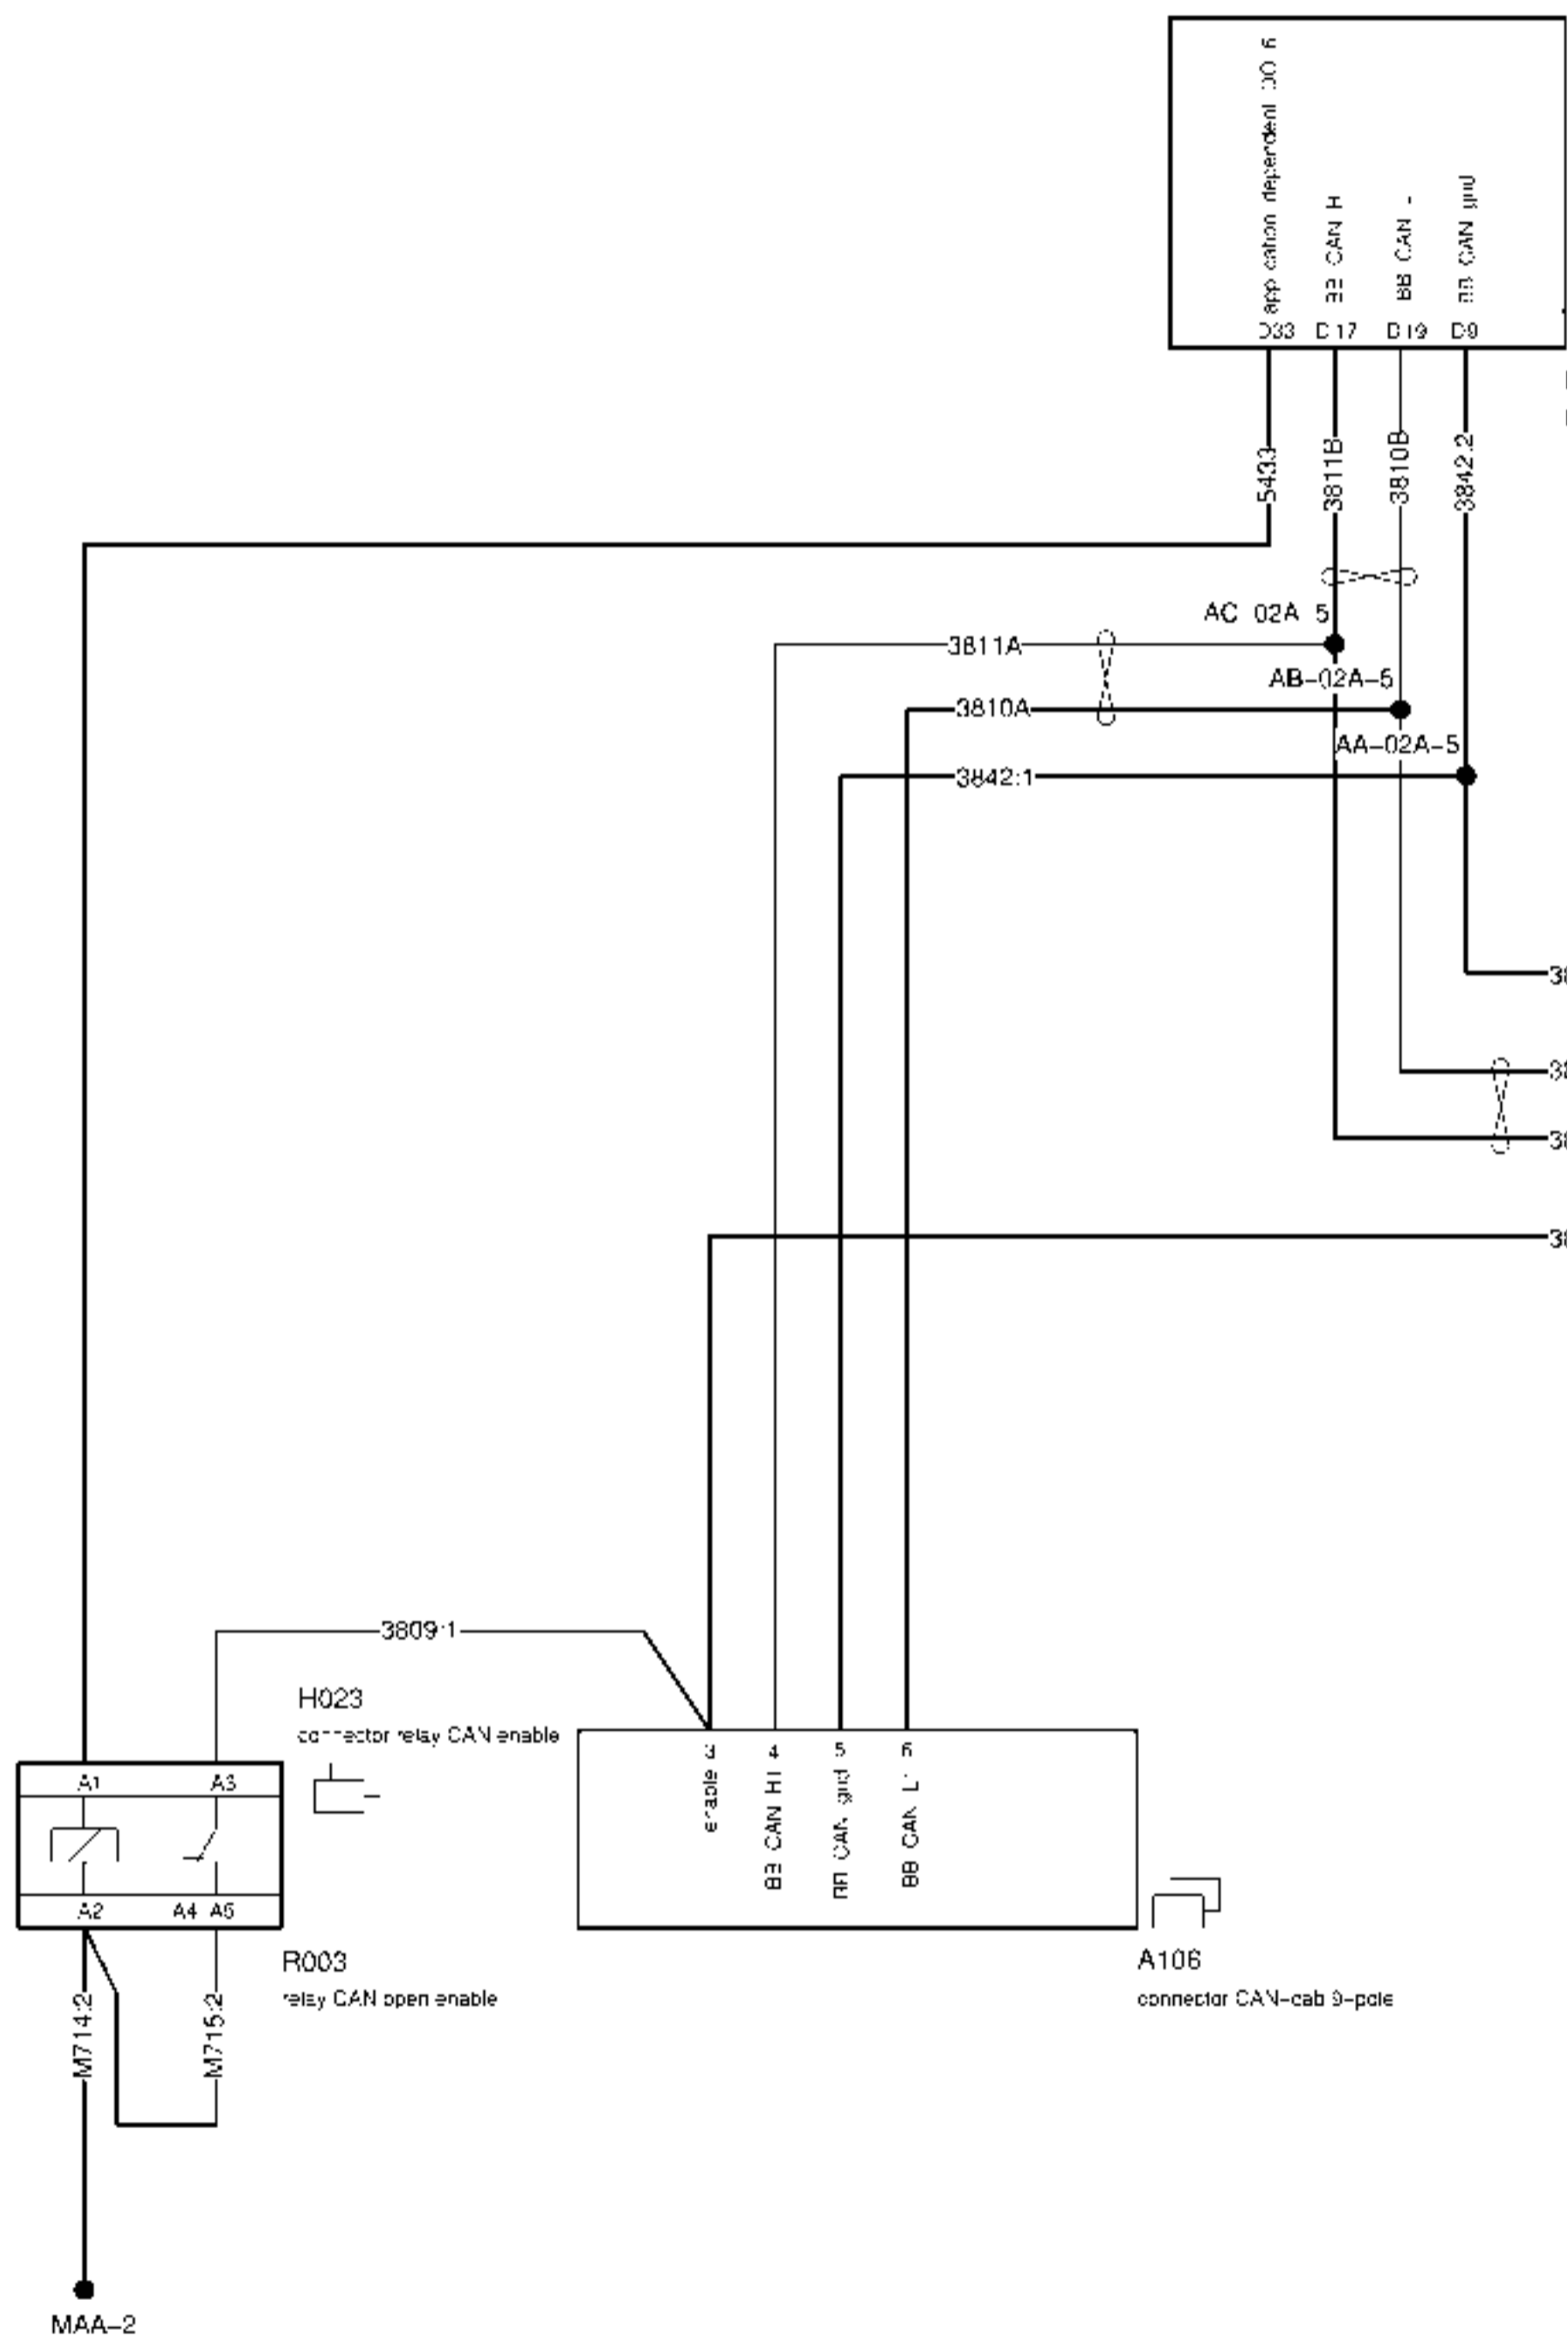 application dependent DO 6
BB CAN H
BB CAN
BB CAN gnd
D33 D17 D19 D9
5433
3811B
3810B
3842:2
AC 02A 5
3811A
AB-02A-5
3810A
AA-02A-5
3842:1
3809:1
H023
connector relay CAN enable
A1 A3
A2 A4 A5
R003
relay CAN open enable
M714:2
M715:2
MAA-2
3 4 5 6
enable
BB CAN HI
BB CAN gnd
BB CAN
A106
connector CAN-cab 9-pole